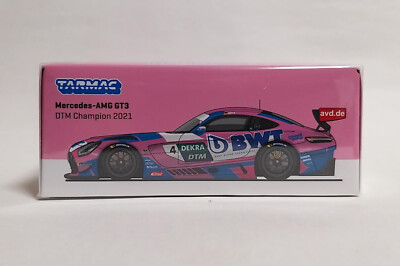 TARMAC
Mercedes-AMG GT3
DTM Champion 2021
avd.de
BWT
4
DEKRA
DTM